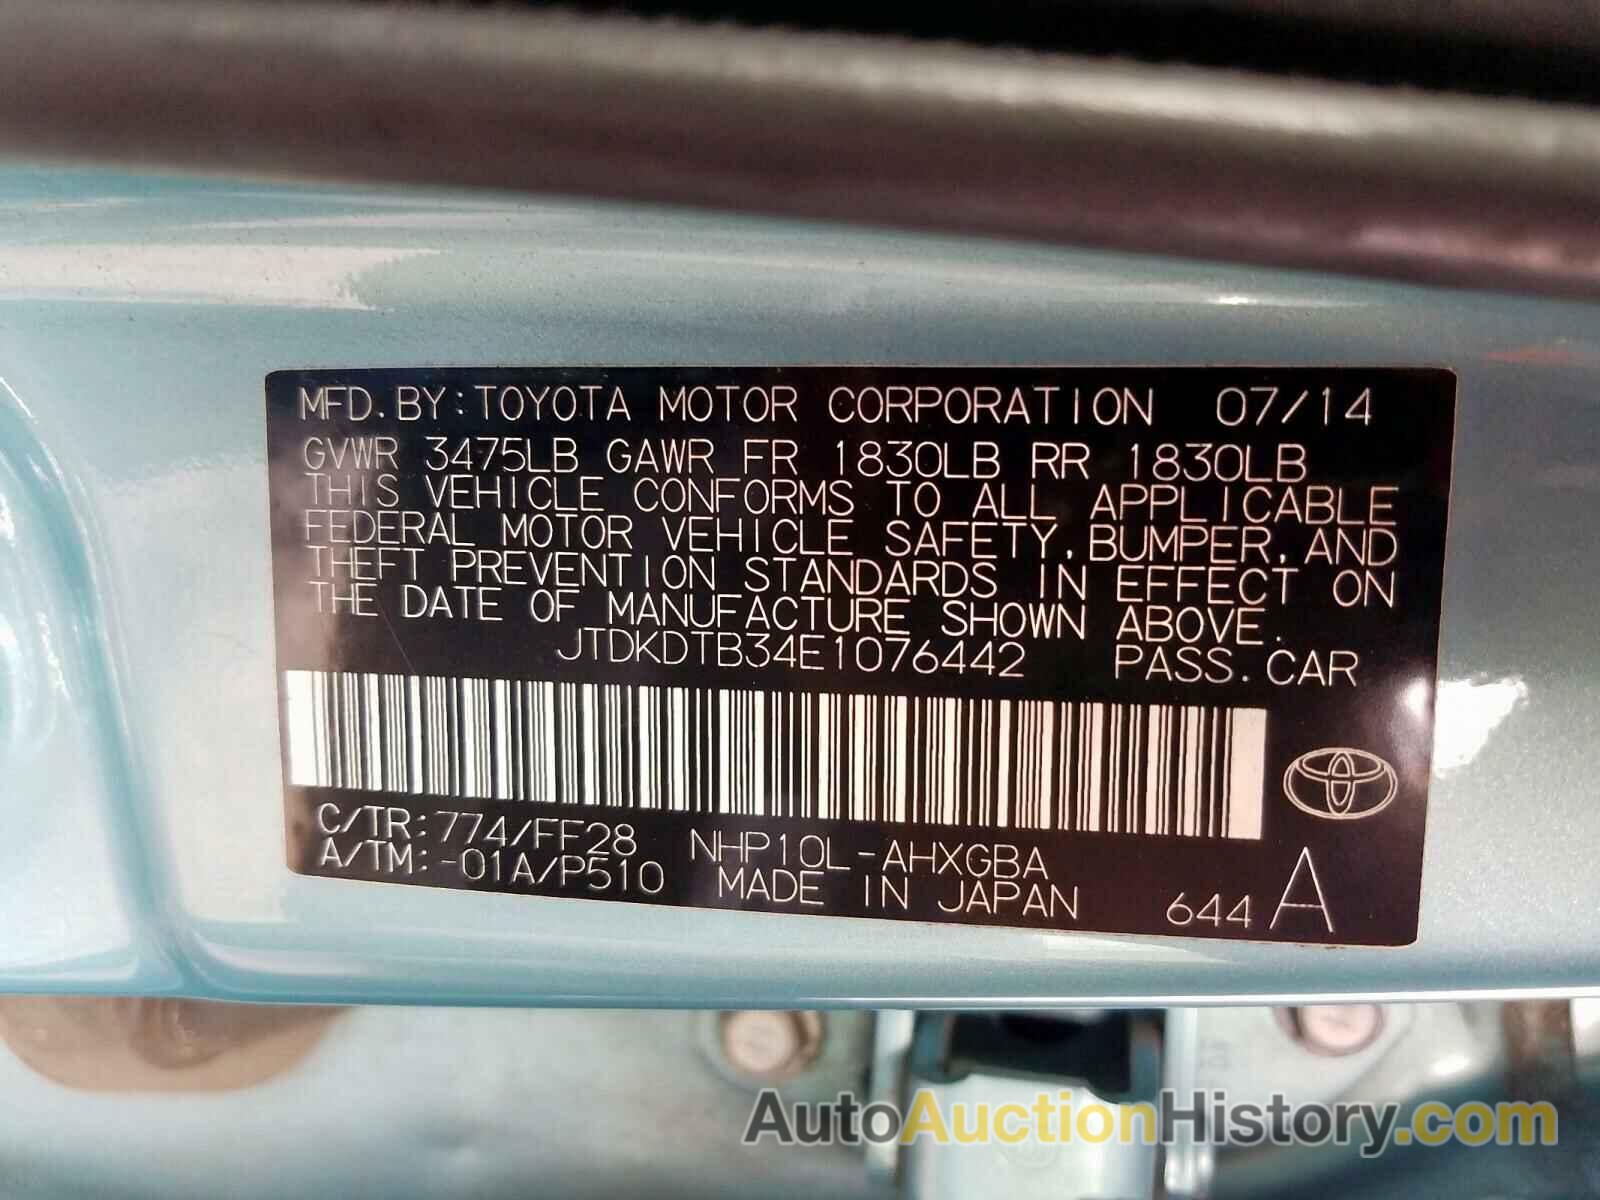 MFD. BY: TOYOTA MOTOR CORPORATION 07/14
GVWR 3475LB GAWR FR 1830LB RR 1830LB
THIS VEHICLE CONFORMS TO ALL APPLICABLE
FEDERAL MOTOR VEHICLE SAFETY, BUMPER, AND
THEFT PREVENTION STANDARDS IN EFFECT ON
THE DATE OF MANUFACTURE SHOWN ABOVE.
JTDKDTB34E1076442 PASS. CAR
C/TR: 774/FF28 NHP10L-AHXGBA
A/TM: -01A/P510 MADE IN JAPAN 644 A
AutoAuctionHistory.com